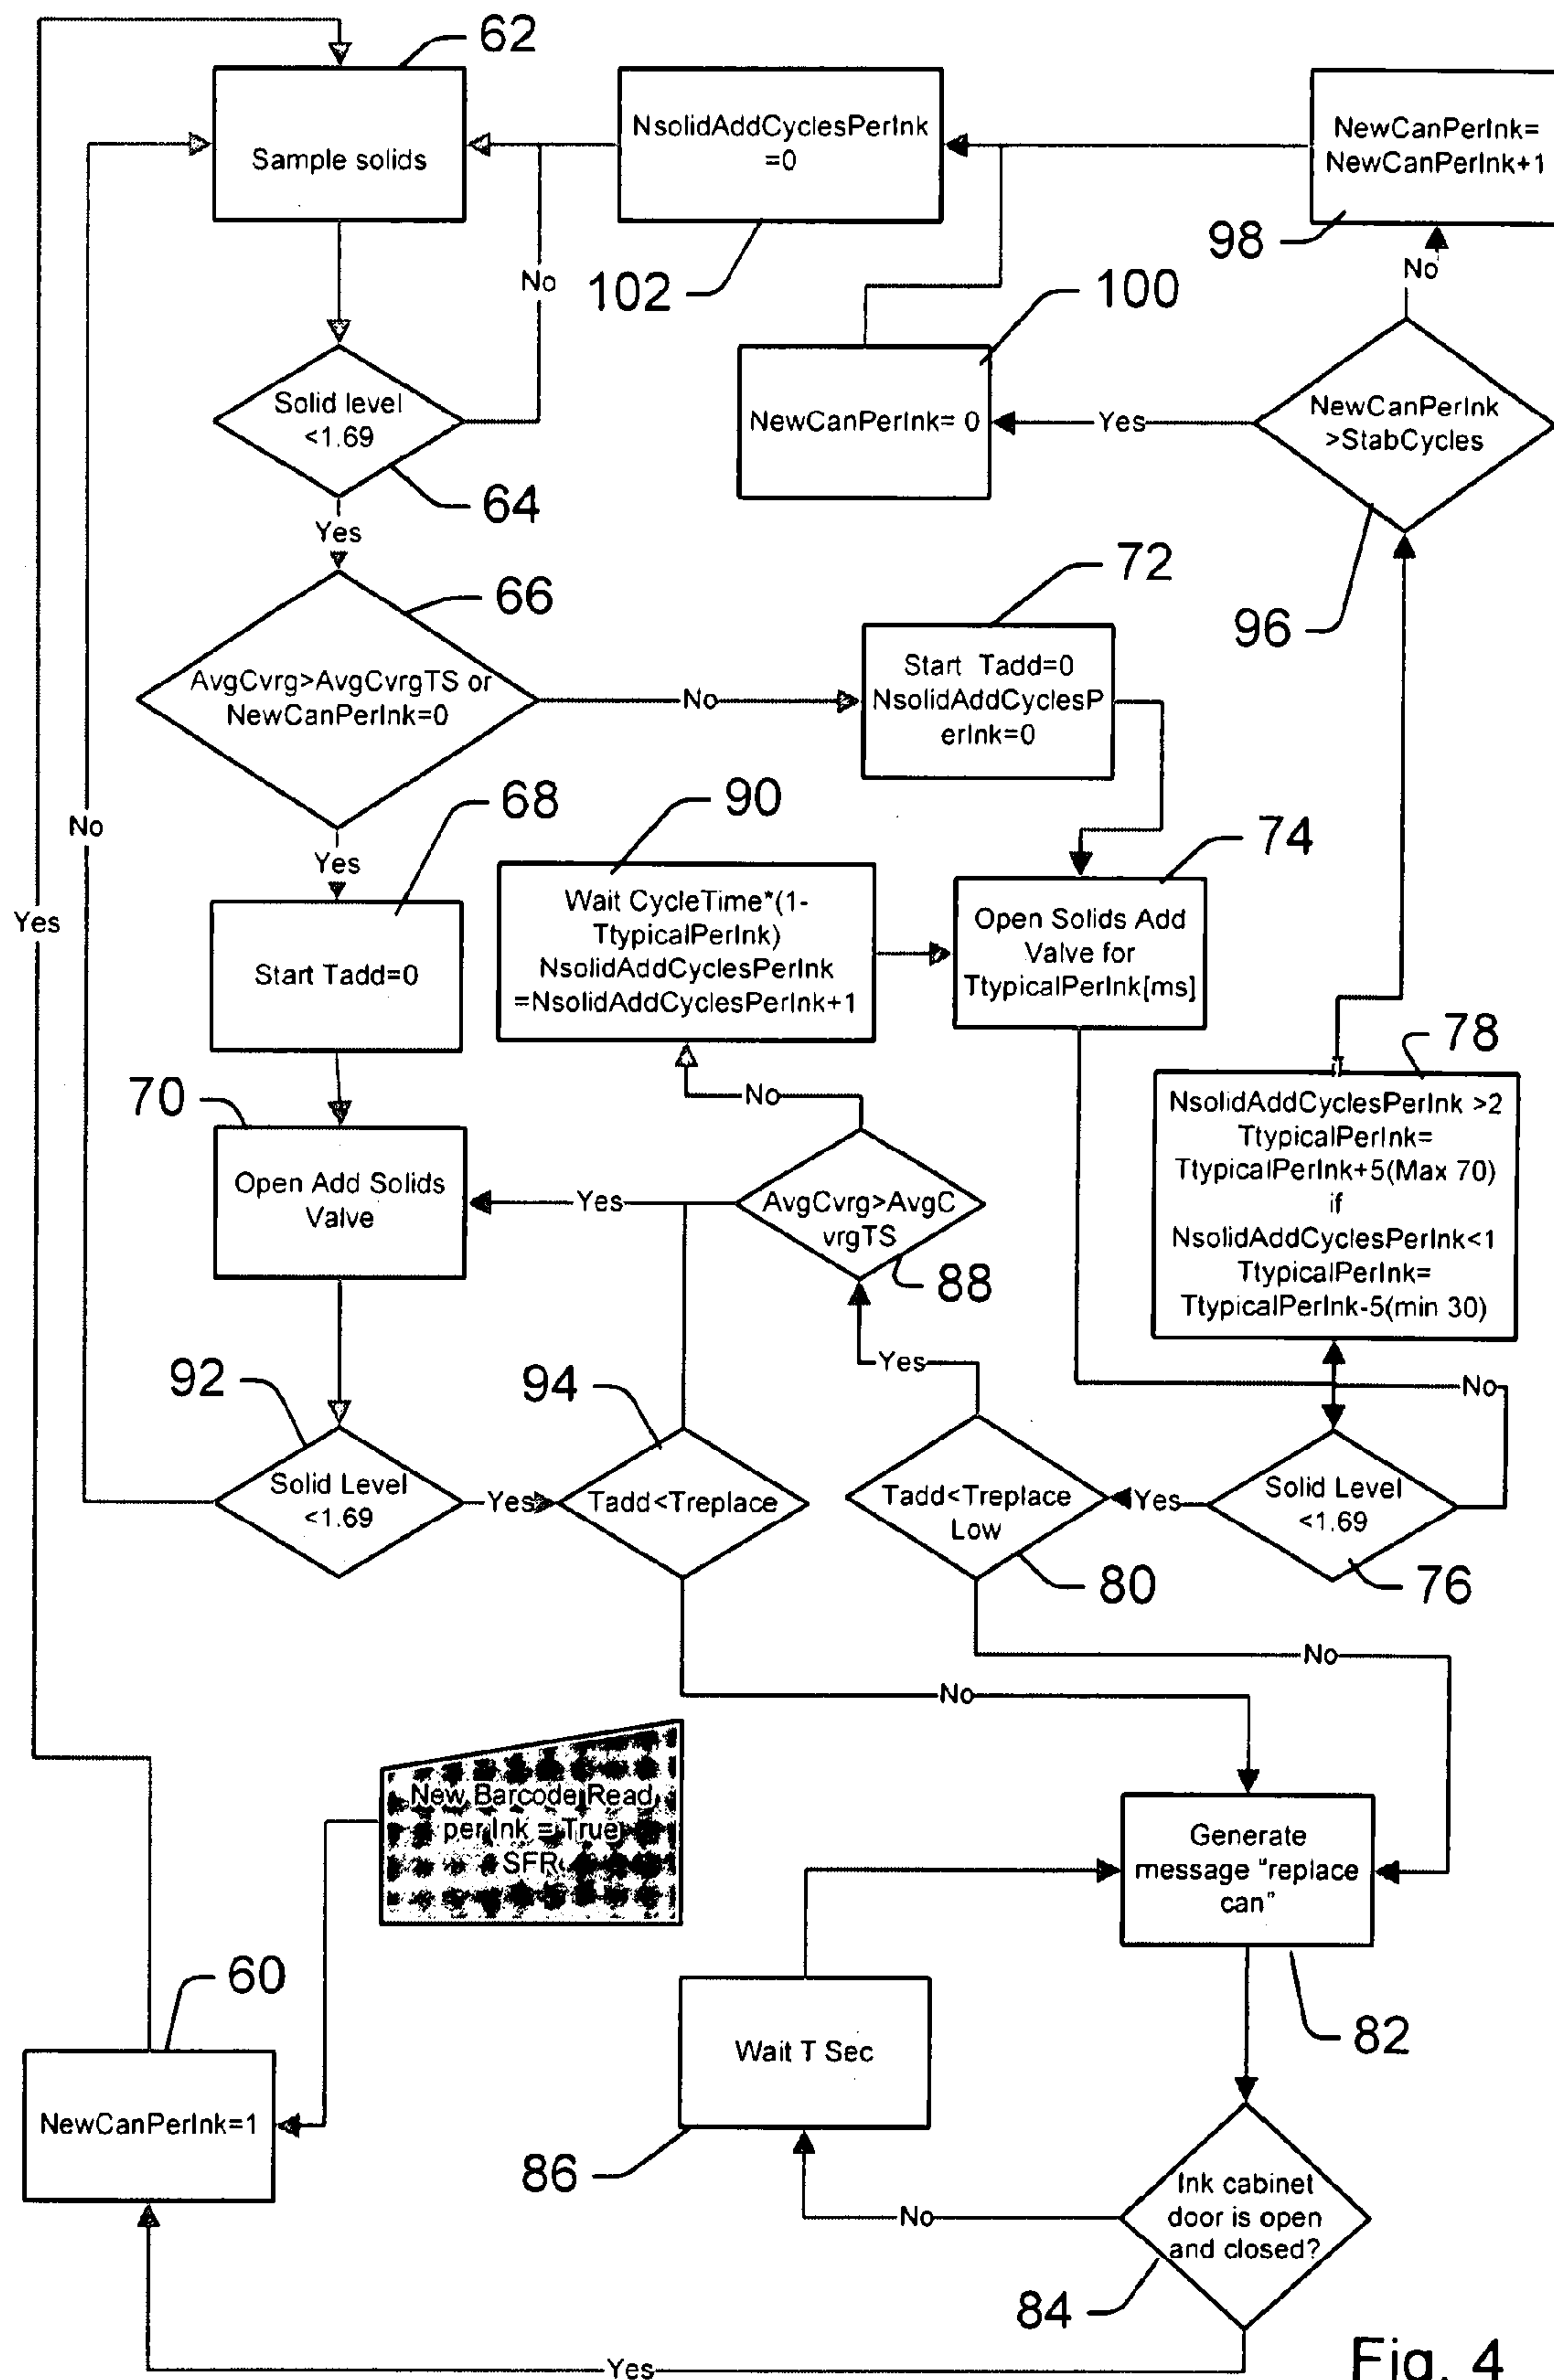 62
Sample solids
NsolidAddCyclesPerInk
=0
102
NewCanPerInk=
NewCanPerInk+1
98
No
No
100
NewCanPerInk= 0
Yes
NewCanPerInk
>StabCycles
96
Solid level
<1.69
64
Yes
66
AvgCvrg>AvgCvrgTS or
NewCanPerInk=0
No
72
Start Tadd=0
NsolidAddCyclesP
erInk=0
No
Yes
Yes
68
Start Tadd=0
90
Wait CycleTime*(1-
TtypicalPerInk)
NsolidAddCyclesPerInk
=NsolidAddCyclesPerInk+1
74
Open Solids Add
Valve for
TtypicalPerInk[ms]
78
NsolidAddCyclesPerInk >2
TtypicalPerInk=
TtypicalPerInk+5(Max 70)
if
NsolidAddCyclesPerInk<1
TtypicalPerInk=
TtypicalPerInk-5(min 30)
70
Open Add Solids
Valve
No
Yes
AvgCvrg>AvgC
vrgTS
88
Yes
No
92
Solid Level
<1.69
Yes
94
Tadd<Treplace
Tadd<Treplace
Low
80
Yes
Solid Level
<1.69
76
No
No
New Barcode Read
per Ink = True
SFR
Generate
message "replace
can"
82
60
NewCanPerInk=1
Wait T Sec
86
No
Ink cabinet
door is open
and closed?
84
Yes
Fig. 4